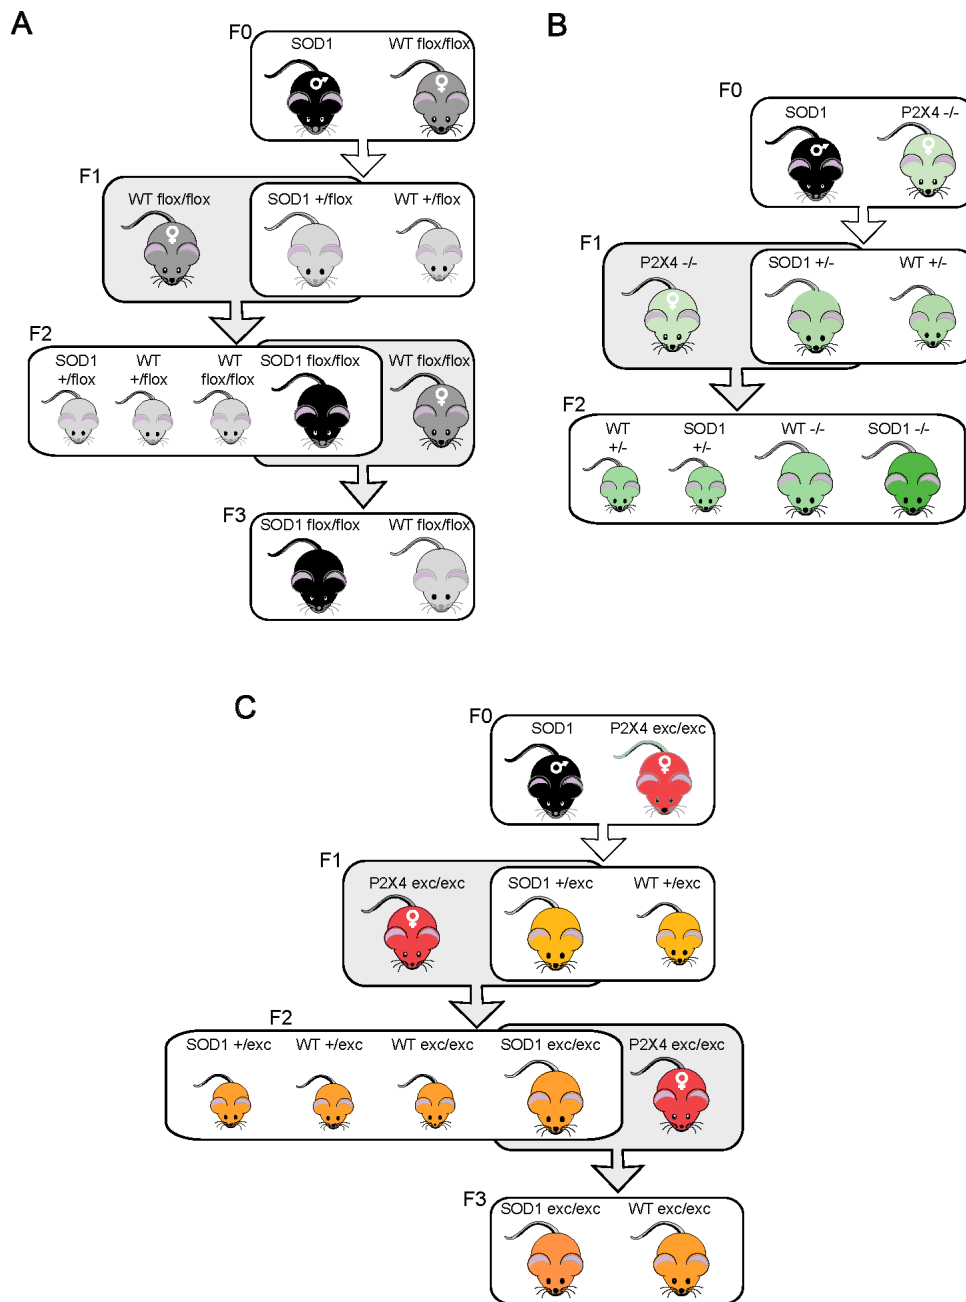 A
F0
SOD1
WT flox/flox
F1
WT flox/flox
SOD1 +/flox
WT +/flox
F2
SOD1
+/flox
WT
+/flox
WT
flox/flox
SOD1 flox/flox
WT flox/flox
F3
SOD1 flox/flox
WT flox/flox
B
F0
SOD1
P2X4 -/-
F1
P2X4 -/-
SOD1 +/-
WT +/-
F2
WT
+/-
SOD1
+/-
WT -/-
SOD1 -/-
C
F0
SOD1
P2X4 exc/exc
F1
P2X4 exc/exc
SOD1 +/exc
WT +/exc
F2
SOD1 +/exc
WT +/exc
WT exc/exc
SOD1 exc/exc
P2X4 exc/exc
F3
SOD1 exc/exc
WT exc/exc